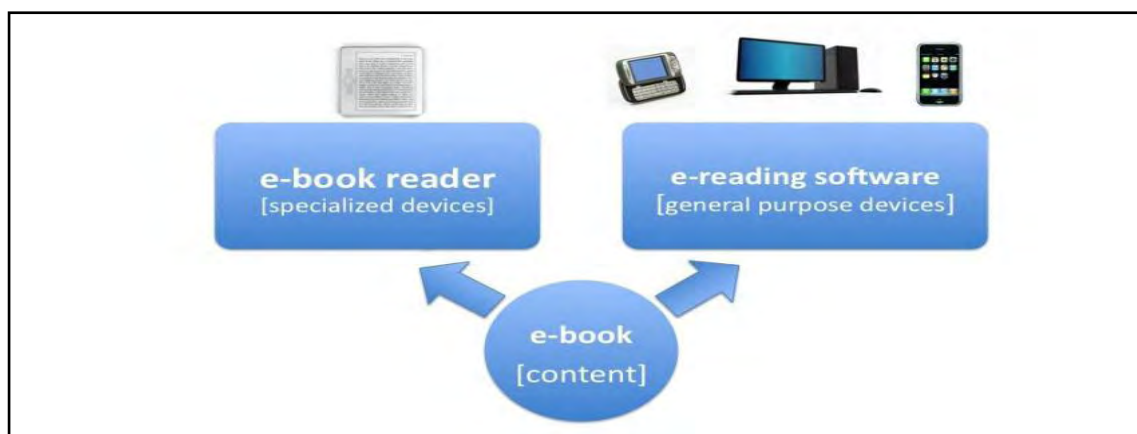 e-book reader
[specialized devices]
e-reading software
[general purpose devices]
e-book
[content]